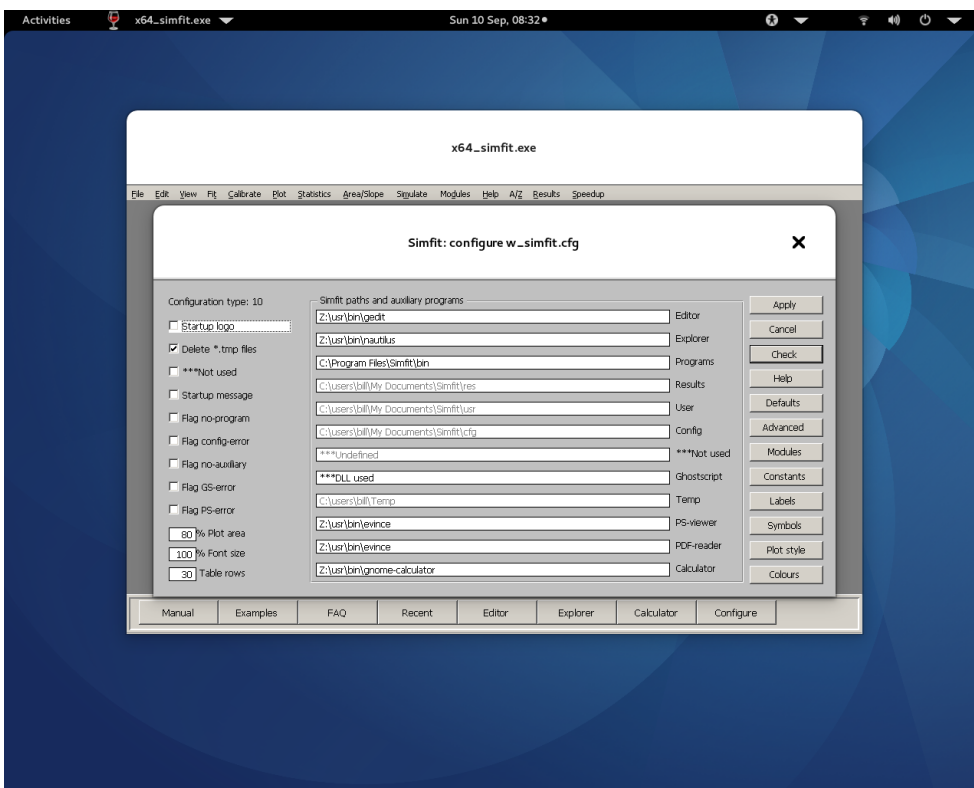 Activities x64_simfit.exe Sun 10 Sep, 08:32
x64_simfit.exe
File Edit View Fit Calibrate Plot Statistics Area/Slope Simulate Modules Help A/Z Results Speedup
Simfit: configure w_simfit.cfg
Configuration type: 10
Startup logo
Delete *.tmp files
***Not used
Startup message
Flag no-program
Flag config-error
Flag no-auxiliary
Flag GS-error
Flag PS-error
80 % Plot area
100 % Font size
30 Table rows
Simfit paths and auxiliary programs
Z:\usr\bin\gedit Editor
Z:\usr\bin\nautilus Explorer
C:\Program Files\Simfit\bin Programs
C:\users\bill\My Documents\Simfit\res Results
C:\users\bill\My Documents\Simfit\usr User
C:\users\bill\My Documents\Simfit\cfg Config
***Undefined ***Not used
***DLL used Ghostscript
C:\users\bill\Temp Temp
Z:\usr\bin\evince PS-viewer
Z:\usr\bin\evince PDF-reader
Z:\usr\bin\gnome-calculator Calculator
Apply
Cancel
Check
Help
Defaults
Advanced
Modules
Constants
Labels
Symbols
Plot style
Colours
Manual Examples FAQ Recent Editor Explorer Calculator Configure